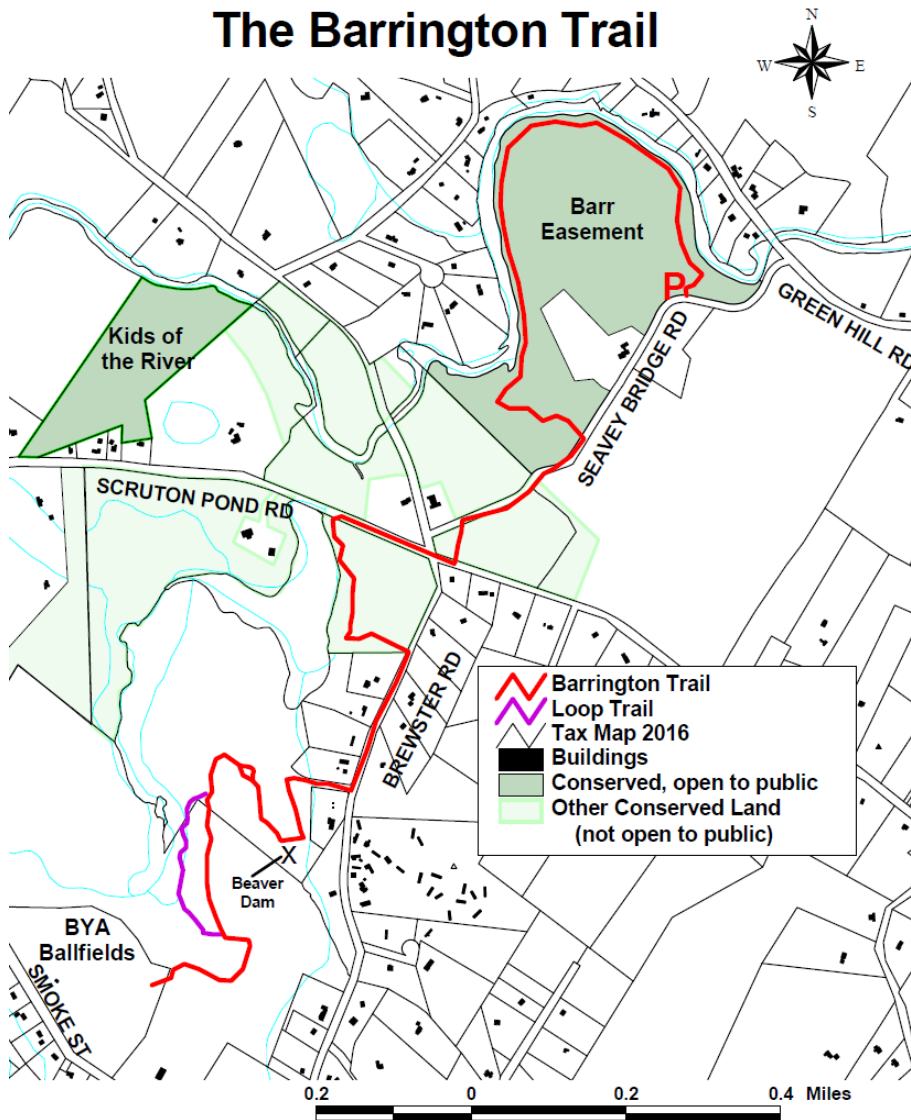 The Barrington Trail
N
W
E
S
Barr
Easement
P
Kids of
the River
GREEN HILL RD
SEAVEY BRIDGE RD
SCRUTON POND RD
BREWSTER RD
Barrington Trail
Loop Trail
Tax Map 2016
Buildings
Conserved, open to public
Other Conserved Land
(not open to public)
X
Beaver
Dam
BYA
Ballfields
SMOKE ST
0.2 0 0.2 0.4 Miles